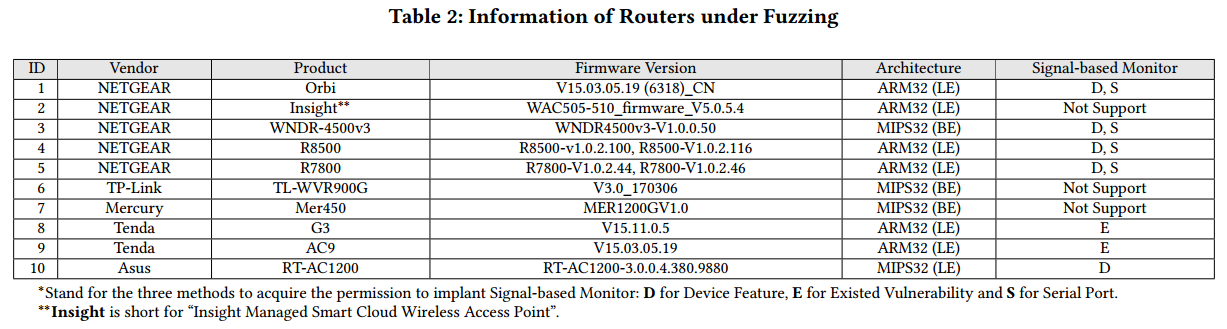 Table 2: Information of Routers under Fuzzing
ID Vendor Product Firmware Version Architecture Signal-based Monitor
1 NETGEAR Orbi V15.03.05.19 (6318)_CN ARM32 (LE) D, S
2 NETGEAR Insight** WAC505-510_firmware_V5.0.5.4 ARM32 (LE) Not Support
3 NETGEAR WNDR-4500v3 WNDR4500v3-V1.0.0.50 MIPS32 (BE) D, S
4 NETGEAR R8500 R8500-v1.0.2.100, R8500-V1.0.2.116 ARM32 (LE) D, S
5 NETGEAR R7800 R7800-V1.0.2.44, R7800-V1.0.2.46 ARM32 (LE) D, S
6 TP-Link TL-WVR900G V3.0_170306 MIPS32 (BE) Not Support
7 Mercury Mer450 MER1200GV1.0 MIPS32 (BE) Not Support
8 Tenda G3 V15.11.0.5 ARM32 (LE) E
9 Tenda AC9 V15.03.05.19 ARM32 (LE) E
10 Asus RT-AC1200 RT-AC1200-3.0.0.4.380.9880 MIPS32 (LE) D
*Stand for the three methods to acquire the permission to implant Signal-based Monitor: D for Device Feature, E for Existed Vulnerability and S for Serial Port.
**Insight is short for “Insight Managed Smart Cloud Wireless Access Point”.